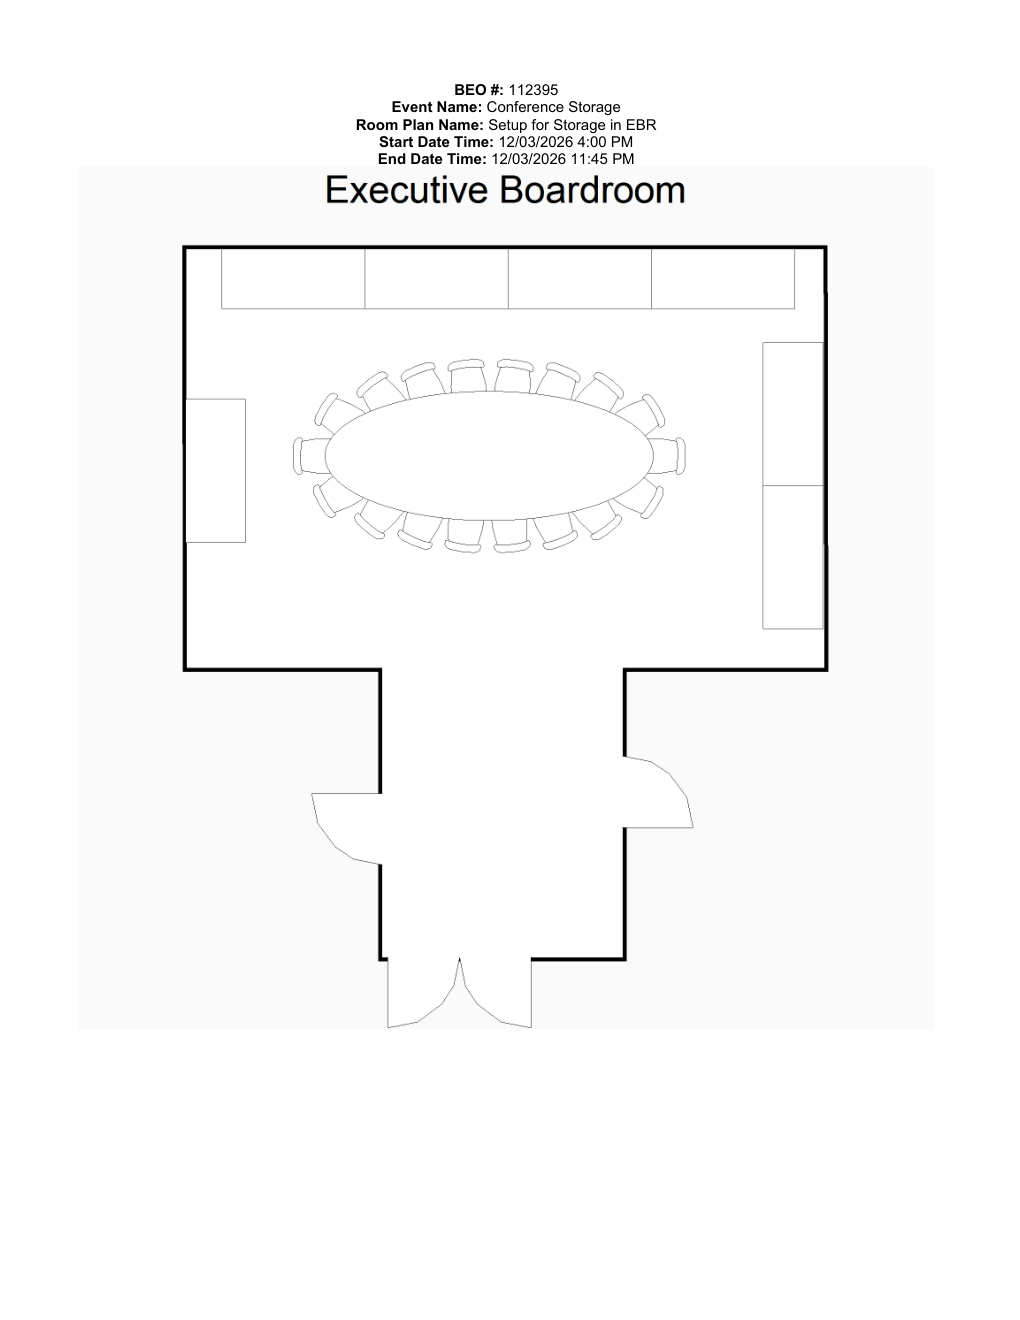 BEO #: 112395
Event Name: Conference Storage
Room Plan Name: Setup for Storage in EBR
Start Date Time: 12/03/2026 4:00 PM
End Date Time: 12/03/2026 11:45 PM
Executive Boardroom